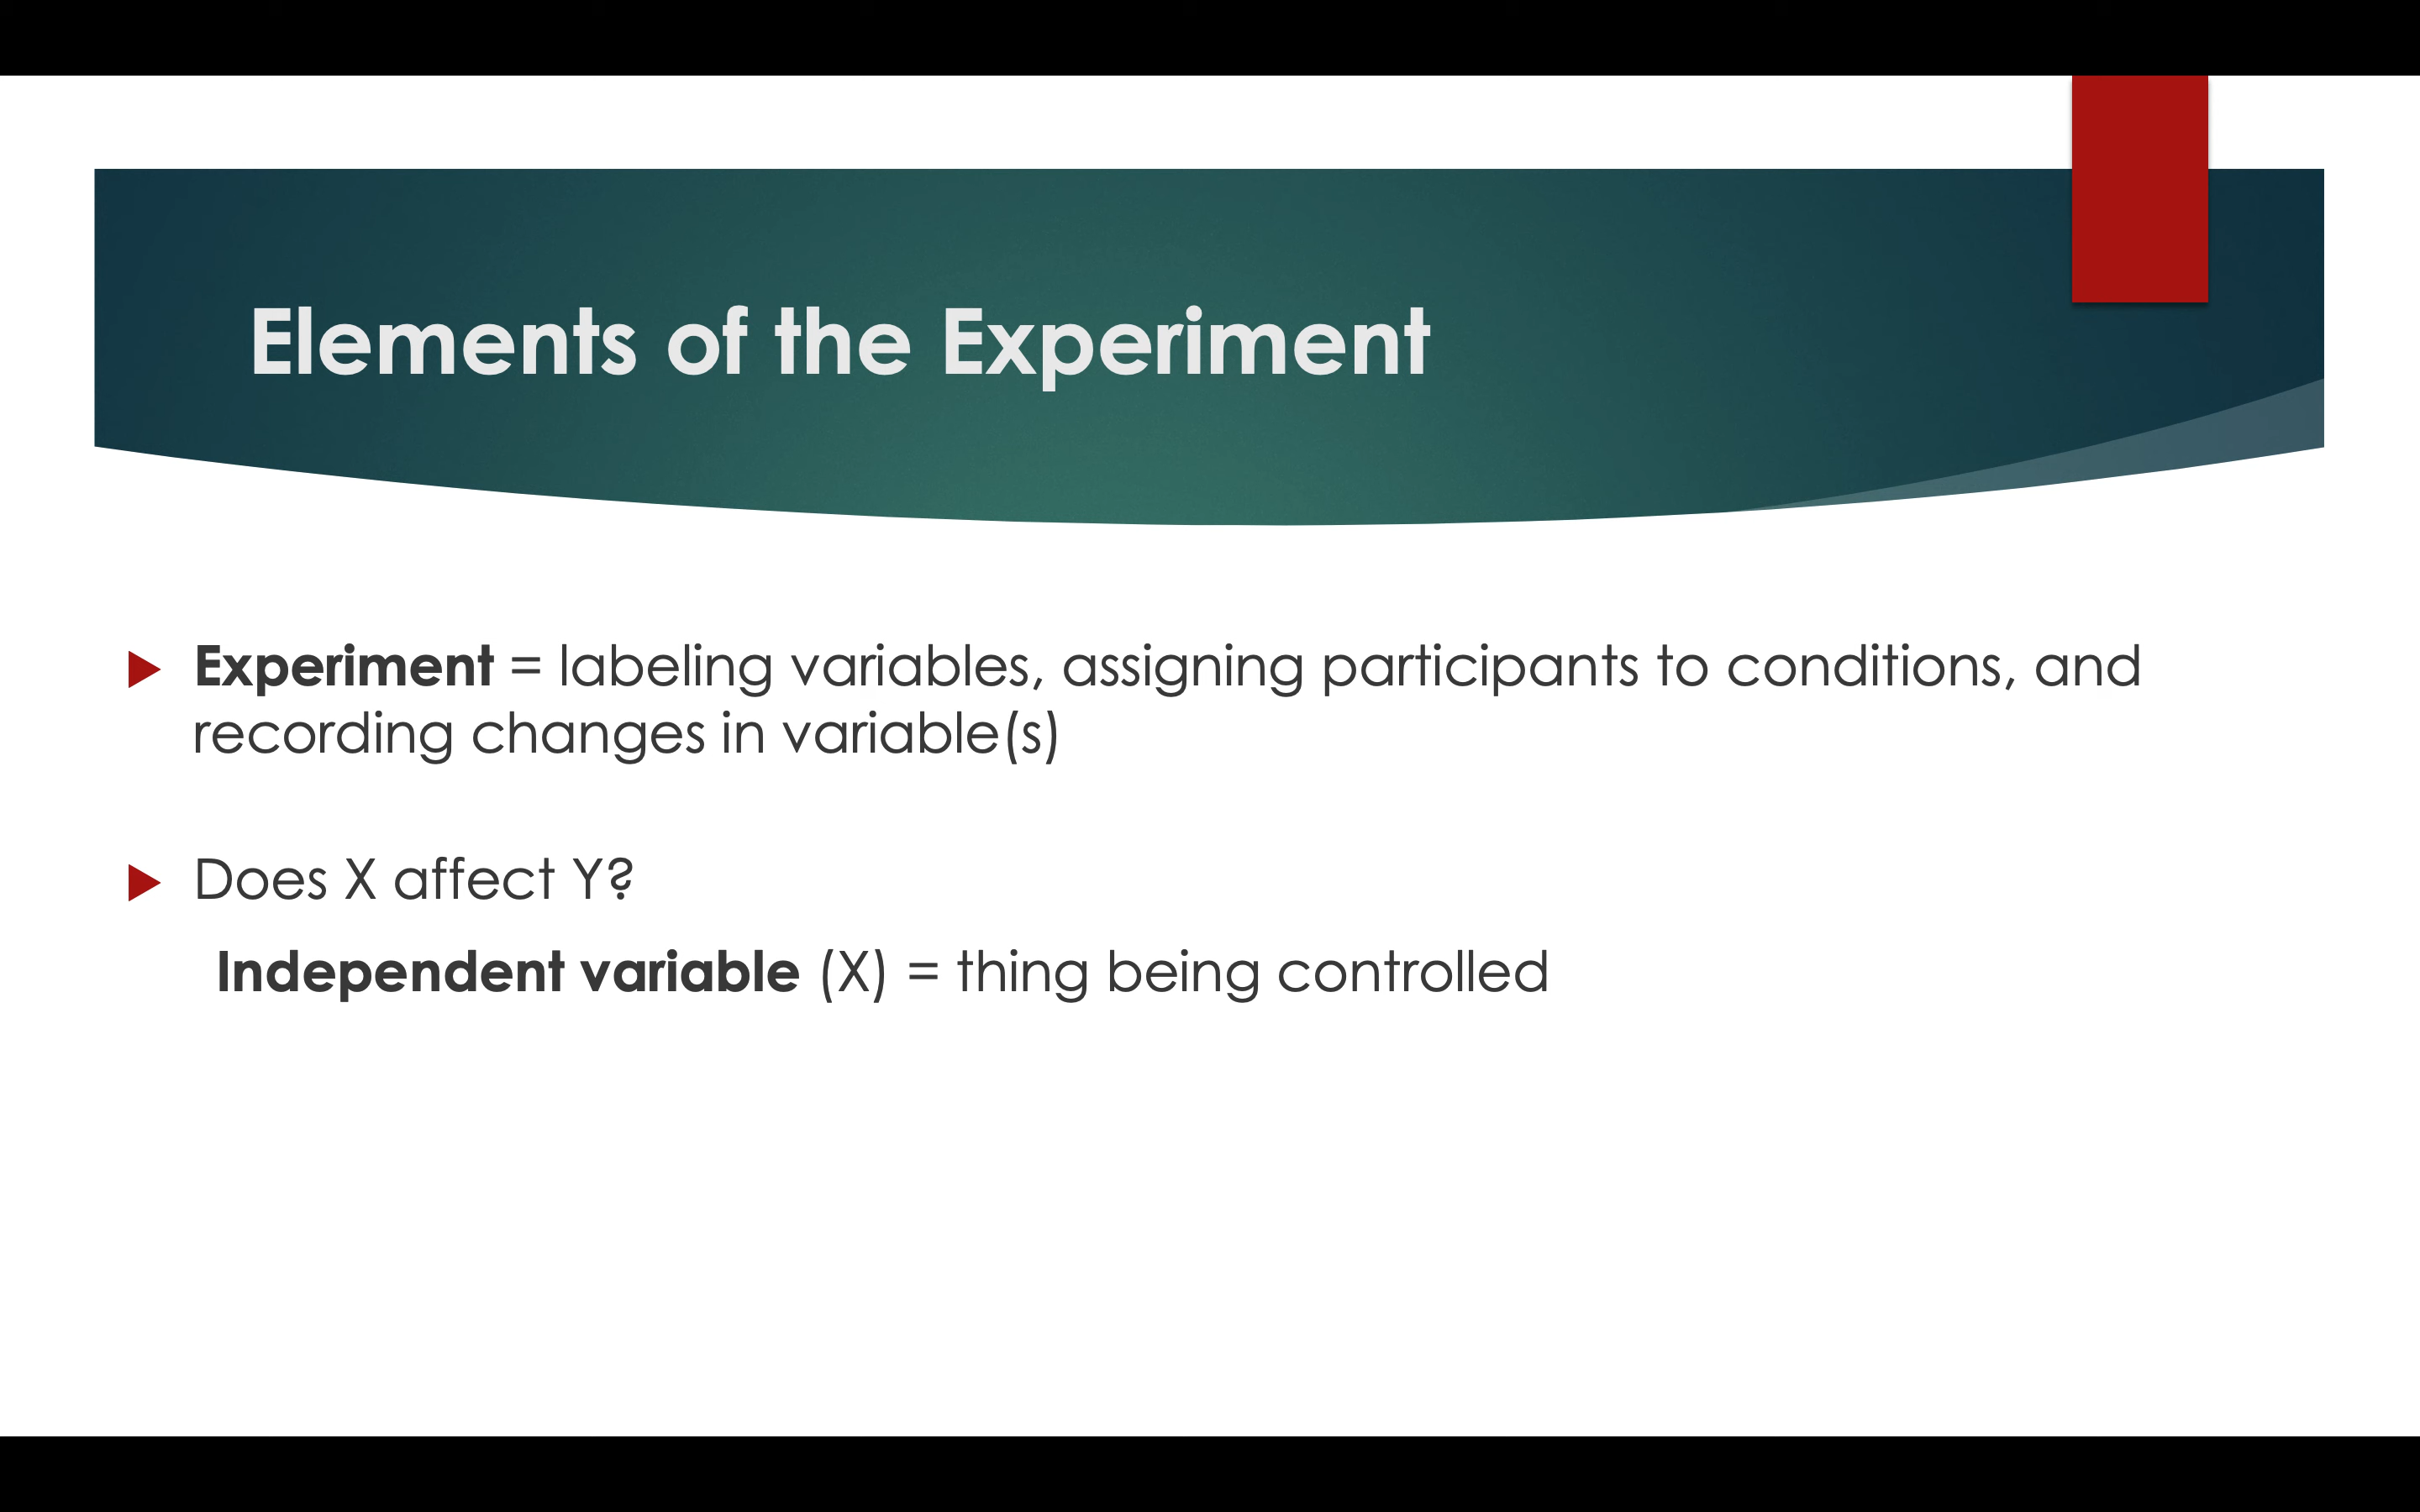 Elements of the Experiment
Experiment = labeling variables, assigning participants to conditions, and
recording changes in variable(s)
Does X affect Y?
Independent variable (X) = thing being controlled